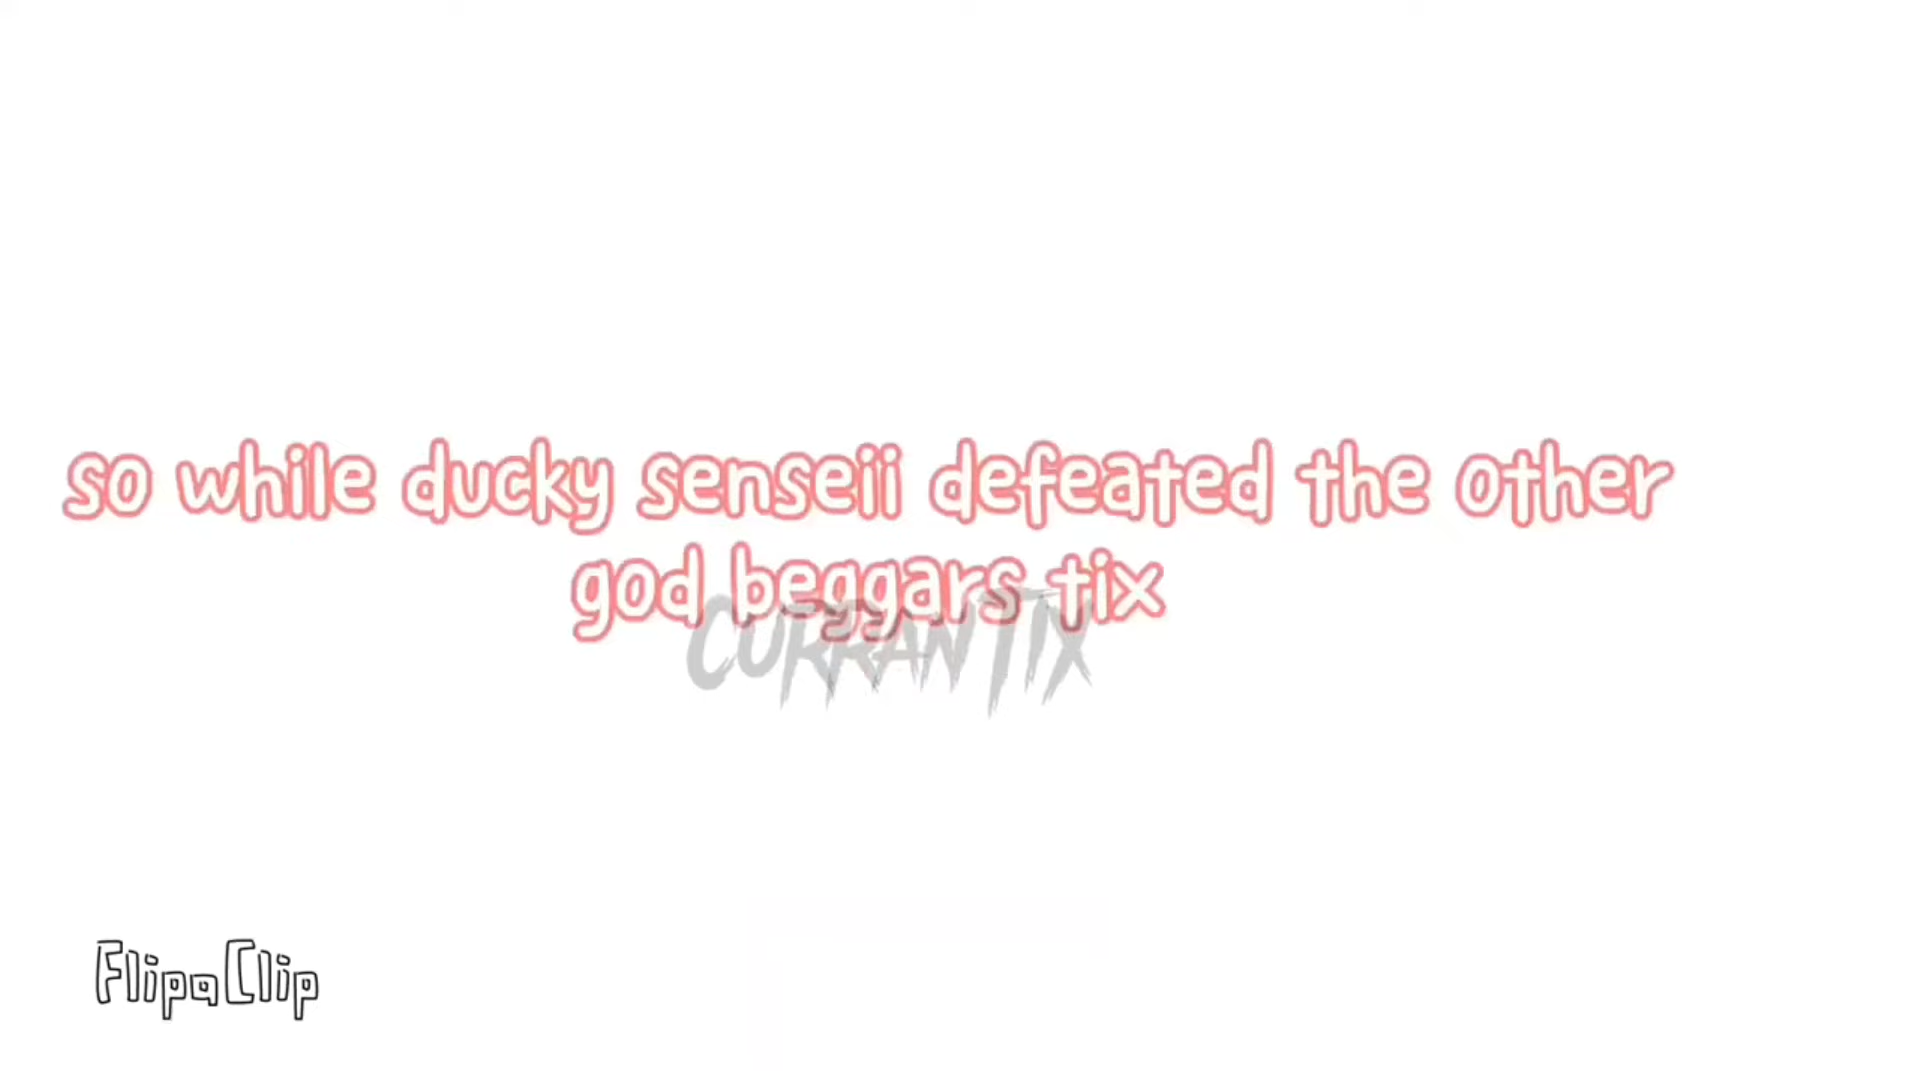 so while ducky senseii defeated the other
god beggars tix
CURRANTIX
FlipaClip